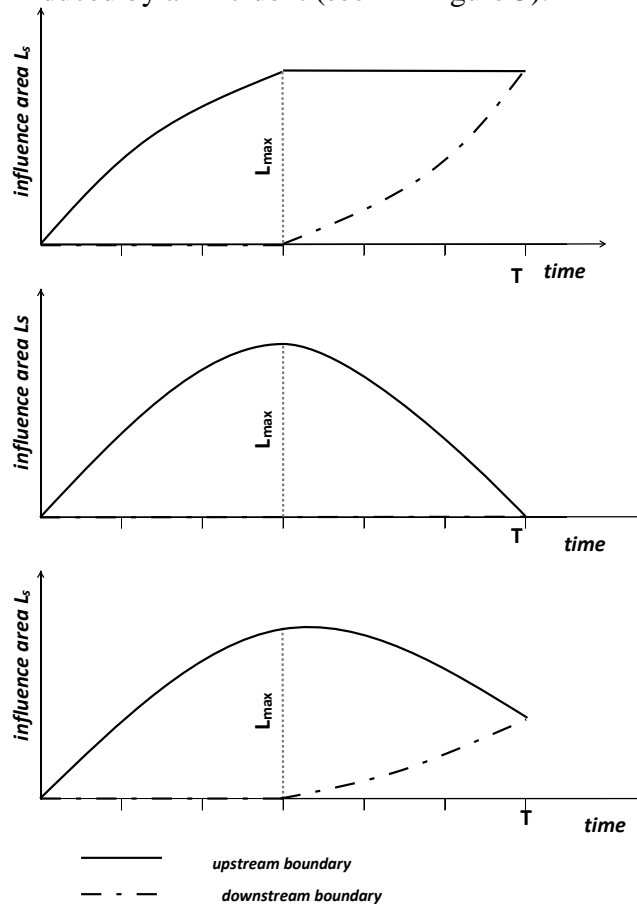 influence area Ls
Lmax
T time
influence area Ls
Lmax
T
time
influence area Ls
Lmax
T
time
upstream boundary
downstream boundary